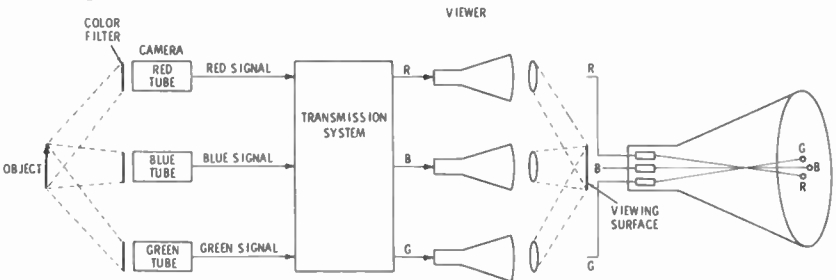 VIEWER
COLOR
FILTER
CAMERA
RED
TUBE
RED SIGNAL
R
R
TRANSMISSION
SYSTEM
OBJECT
BLUE
TUBE
BLUE SIGNAL
B
B
G
B
R
VIEWING
SURFACE
GREEN
TUBE
GREEN SIGNAL
G
G